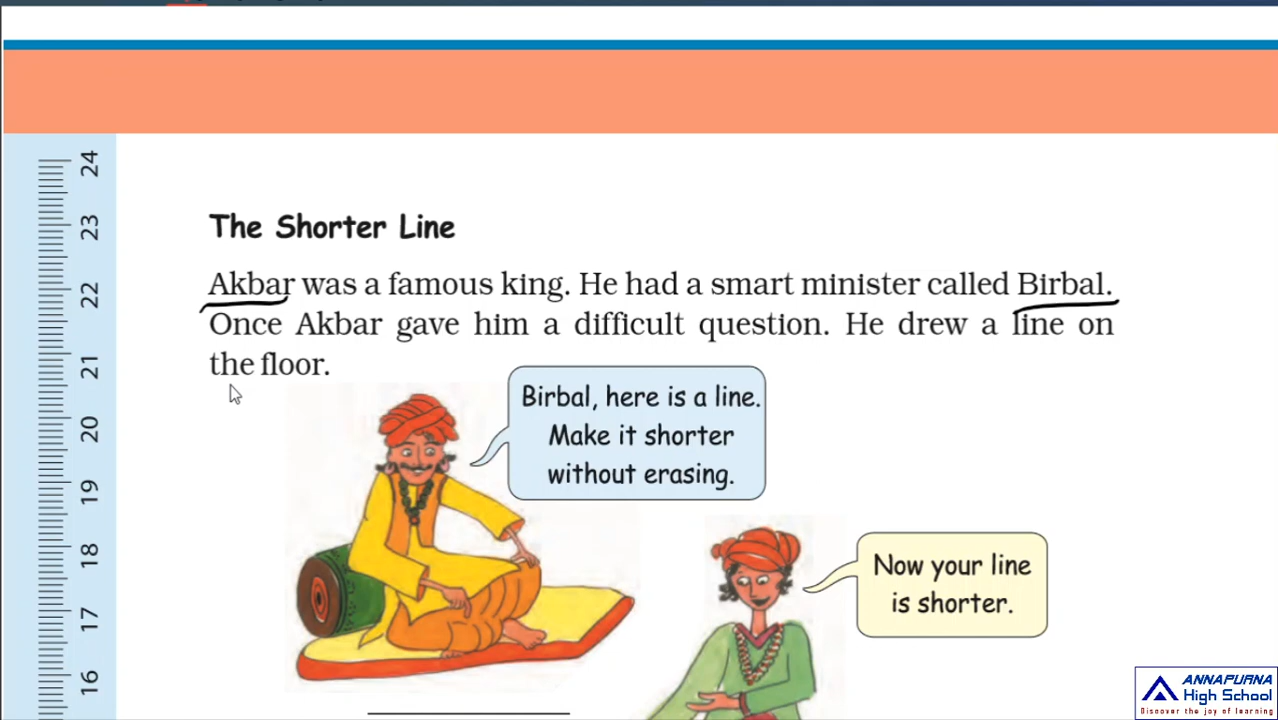 24
23
22
21
20
19
18
17
16
The Shorter Line
Akbar was a famous king. He had a smart minister called Birbal.
Once Akbar gave him a difficult question. He drew a line on
the floor.
Birbal, here is a line.
Make it shorter
without erasing.
Now your line
is shorter.
ANNAPURNA
High School
Discover the joy of learning